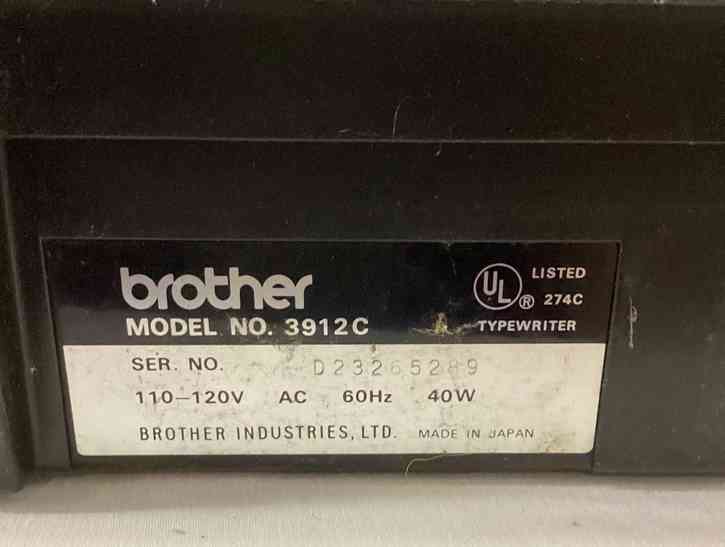 brother
MODEL NO. 3912C
UL ® LISTED
274C
TYPEWRITER
SER. NO. D23265289
110–120V AC 60Hz 40W
BROTHER INDUSTRIES, LTD. MADE IN JAPAN